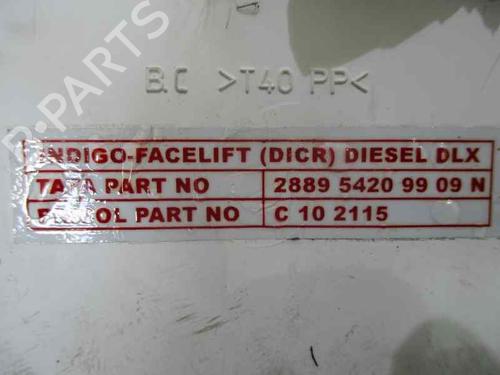 B-PARTS
B.C >T40 PP<
INDIGO-FACELIFT (DICR) DIESEL DLX
TATA PART NO 2889 5420 99 09 N
PRICOL PART NO C 10 2115